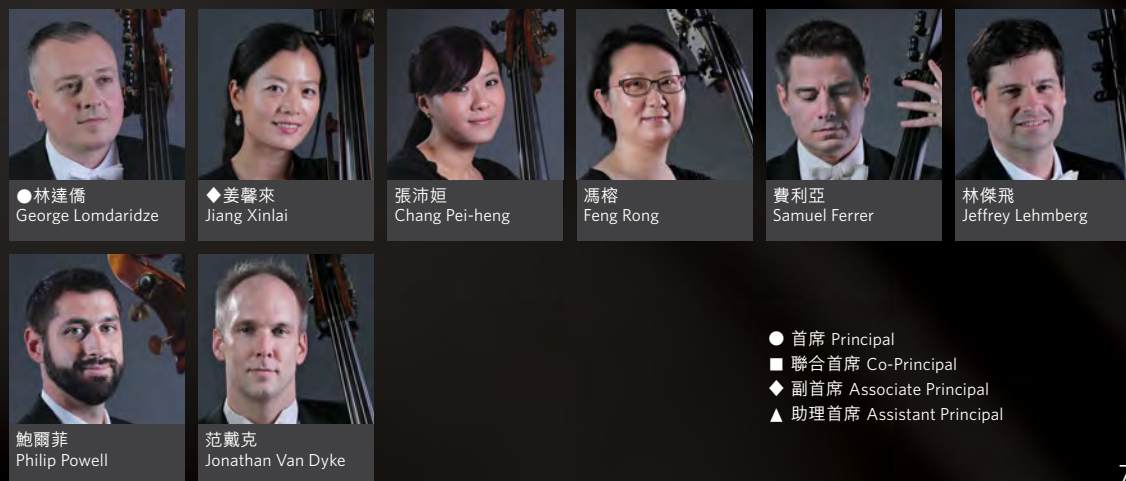 ●林達僑
George Lomdaridze
◆姜馨來
Jiang Xinlai
張沛姮
Chang Pei-heng
馮榕
Feng Rong
費利亞
Samuel Ferrer
林傑飛
Jeffrey Lehmberg
鮑爾菲
Philip Powell
范戴克
Jonathan Van Dyke
● 首席 Principal
■ 聯合首席 Co-Principal
◆ 副首席 Associate Principal
▲ 助理首席 Assistant Principal